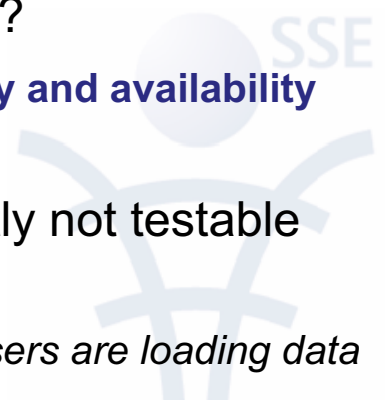 ?
SSE
y and availability
ly not testable
sers are loading data